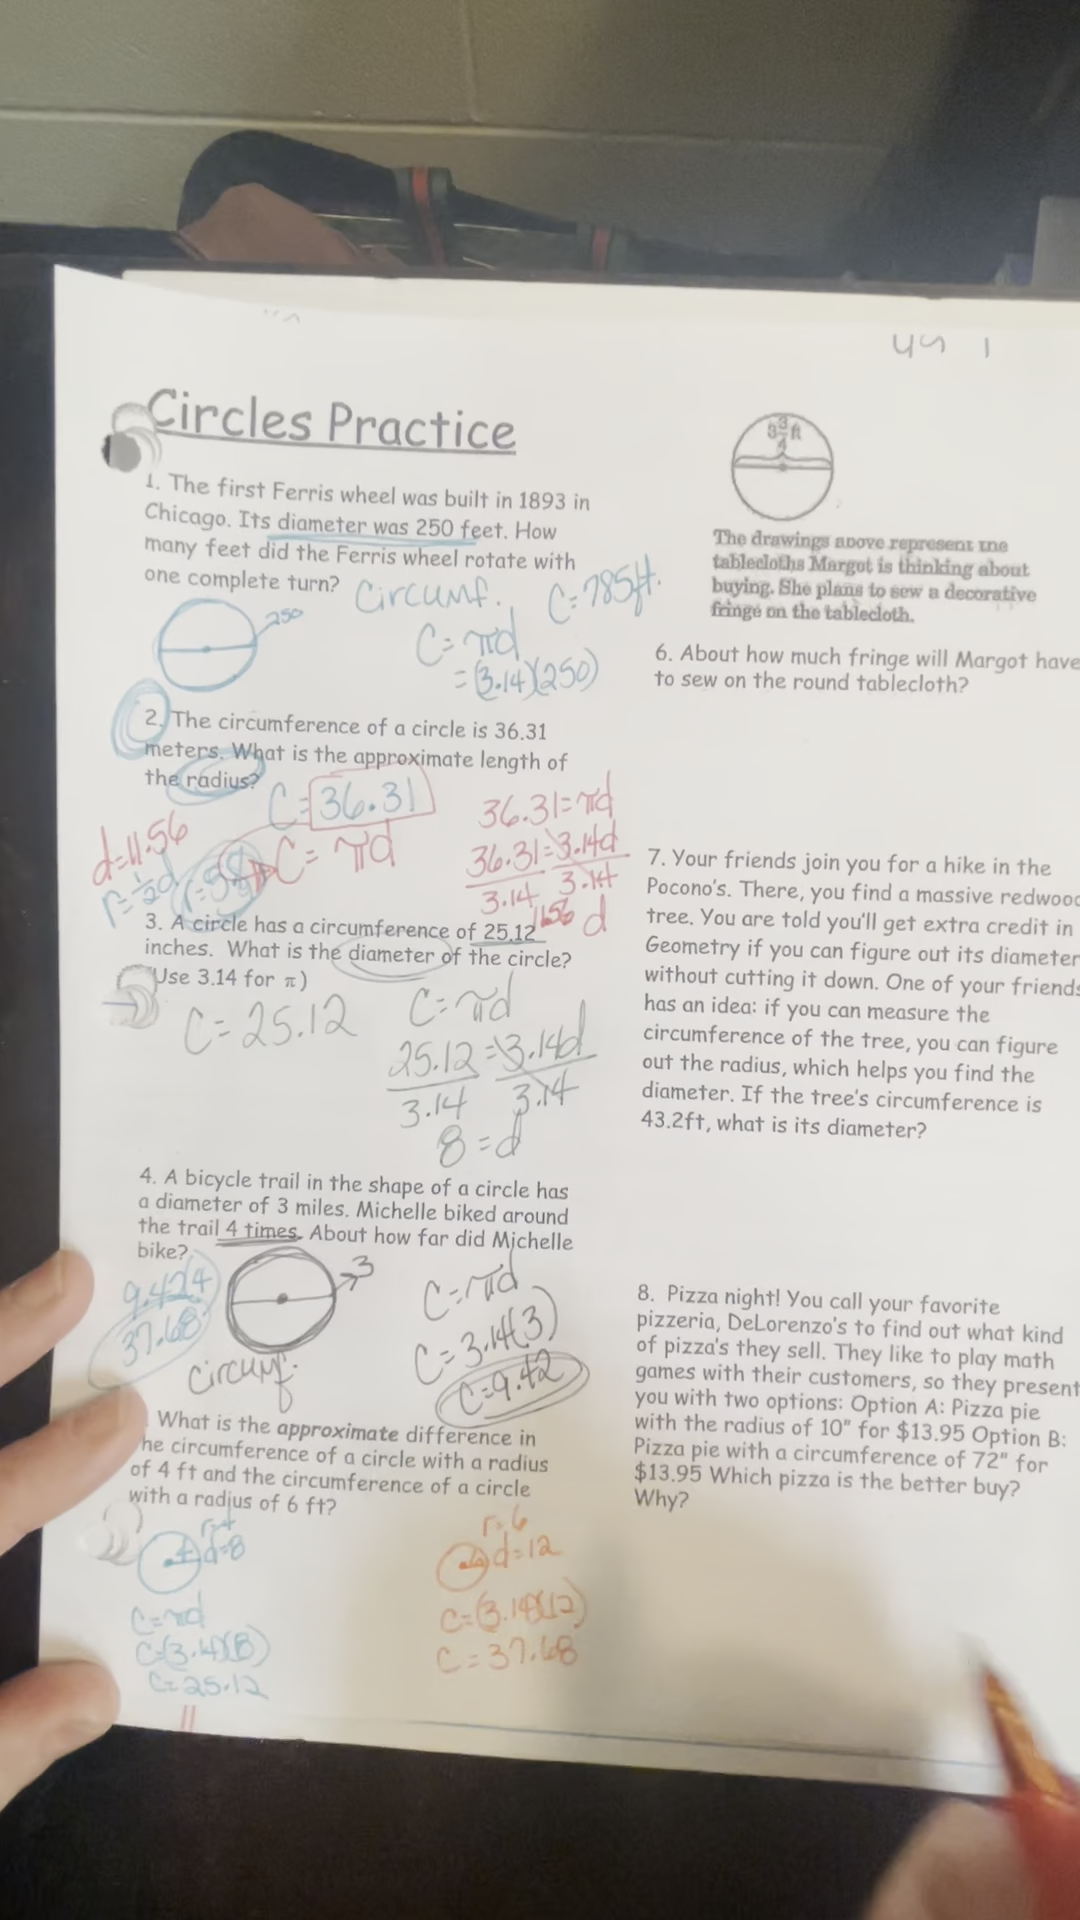 45 1
Circles Practice
1. The first Ferris wheel was built in 1893 in
Chicago. Its diameter was 250 feet. How
many feet did the Ferris wheel rotate with
one complete turn?
Circumf.
C=785ft.
250
C=πd
=(3.14)(250)
2. The circumference of a circle is 36.31
meters. What is the approximate length of
the radius?
C=36.31
C=πd
36.31=πd
36.31=3.14d
3.14 3.14
11.56 d
d=11.56
r=½d
3. A circle has a circumference of 25.12
inches. What is the diameter of the circle?
Use 3.14 for π)
C=25.12
C=πd
25.12=3.14d
3.14 3.14
8=d
4. A bicycle trail in the shape of a circle has
a diameter of 3 miles. Michelle biked around
the trail 4 times. About how far did Michelle
bike?
3
9.42·4
37.68
circumf.
C=πd
C=3.14(3)
C=9.42
What is the approximate difference in
he circumference of a circle with a radius
of 4 ft and the circumference of a circle
with a radius of 6 ft?
r=4
d=8
C=πd
C=(3.14)(8)
C=25.12
r=6
d=12
C=(3.14)(12)
C=37.68
The drawings above represent the
tablecloths Margot is thinking about
buying. She plans to sew a decorative
fringe on the tablecloth.
6. About how much fringe will Margot have
to sew on the round tablecloth?
7. Your friends join you for a hike in the
Pocono's. There, you find a massive redwood
tree. You are told you'll get extra credit in
Geometry if you can figure out its diameter
without cutting it down. One of your friends
has an idea: if you can measure the
circumference of the tree, you can figure
out the radius, which helps you find the
diameter. If the tree's circumference is
43.2ft, what is its diameter?
8. Pizza night! You call your favorite
pizzeria, DeLorenzo's to find out what kind
of pizza's they sell. They like to play math
games with their customers, so they present
you with two options: Option A: Pizza pie
with the radius of 10" for $13.95 Option B:
Pizza pie with a circumference of 72" for
$13.95 Which pizza is the better buy?
Why?